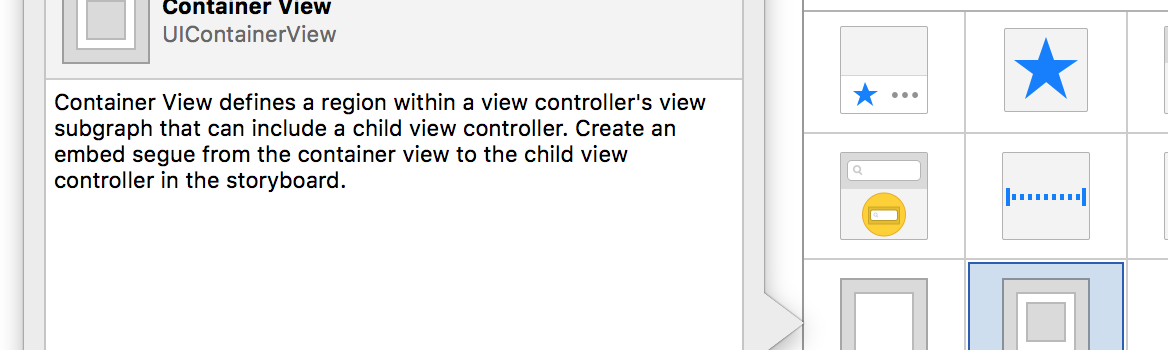 Container View
UIContainerView
Container View defines a region within a view controller's view
subgraph that can include a child view controller. Create an
embed segue from the container view to the child view
controller in the storyboard.